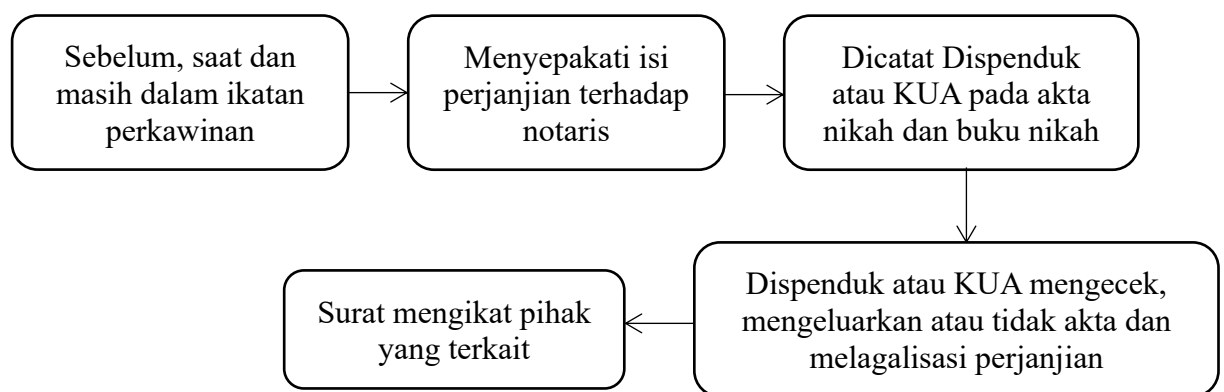 Sebelum, saat dan
masih dalam ikatan
perkawinan
Menyepakati isi
perjanjian terhadap
notaris
Dicatat Dispenduk
atau KUA pada akta
nikah dan buku nikah
Dispenduk atau KUA mengecek,
mengeluarkan atau tidak akta dan
melagalisasi perjanjian
Surat mengikat pihak
yang terkait